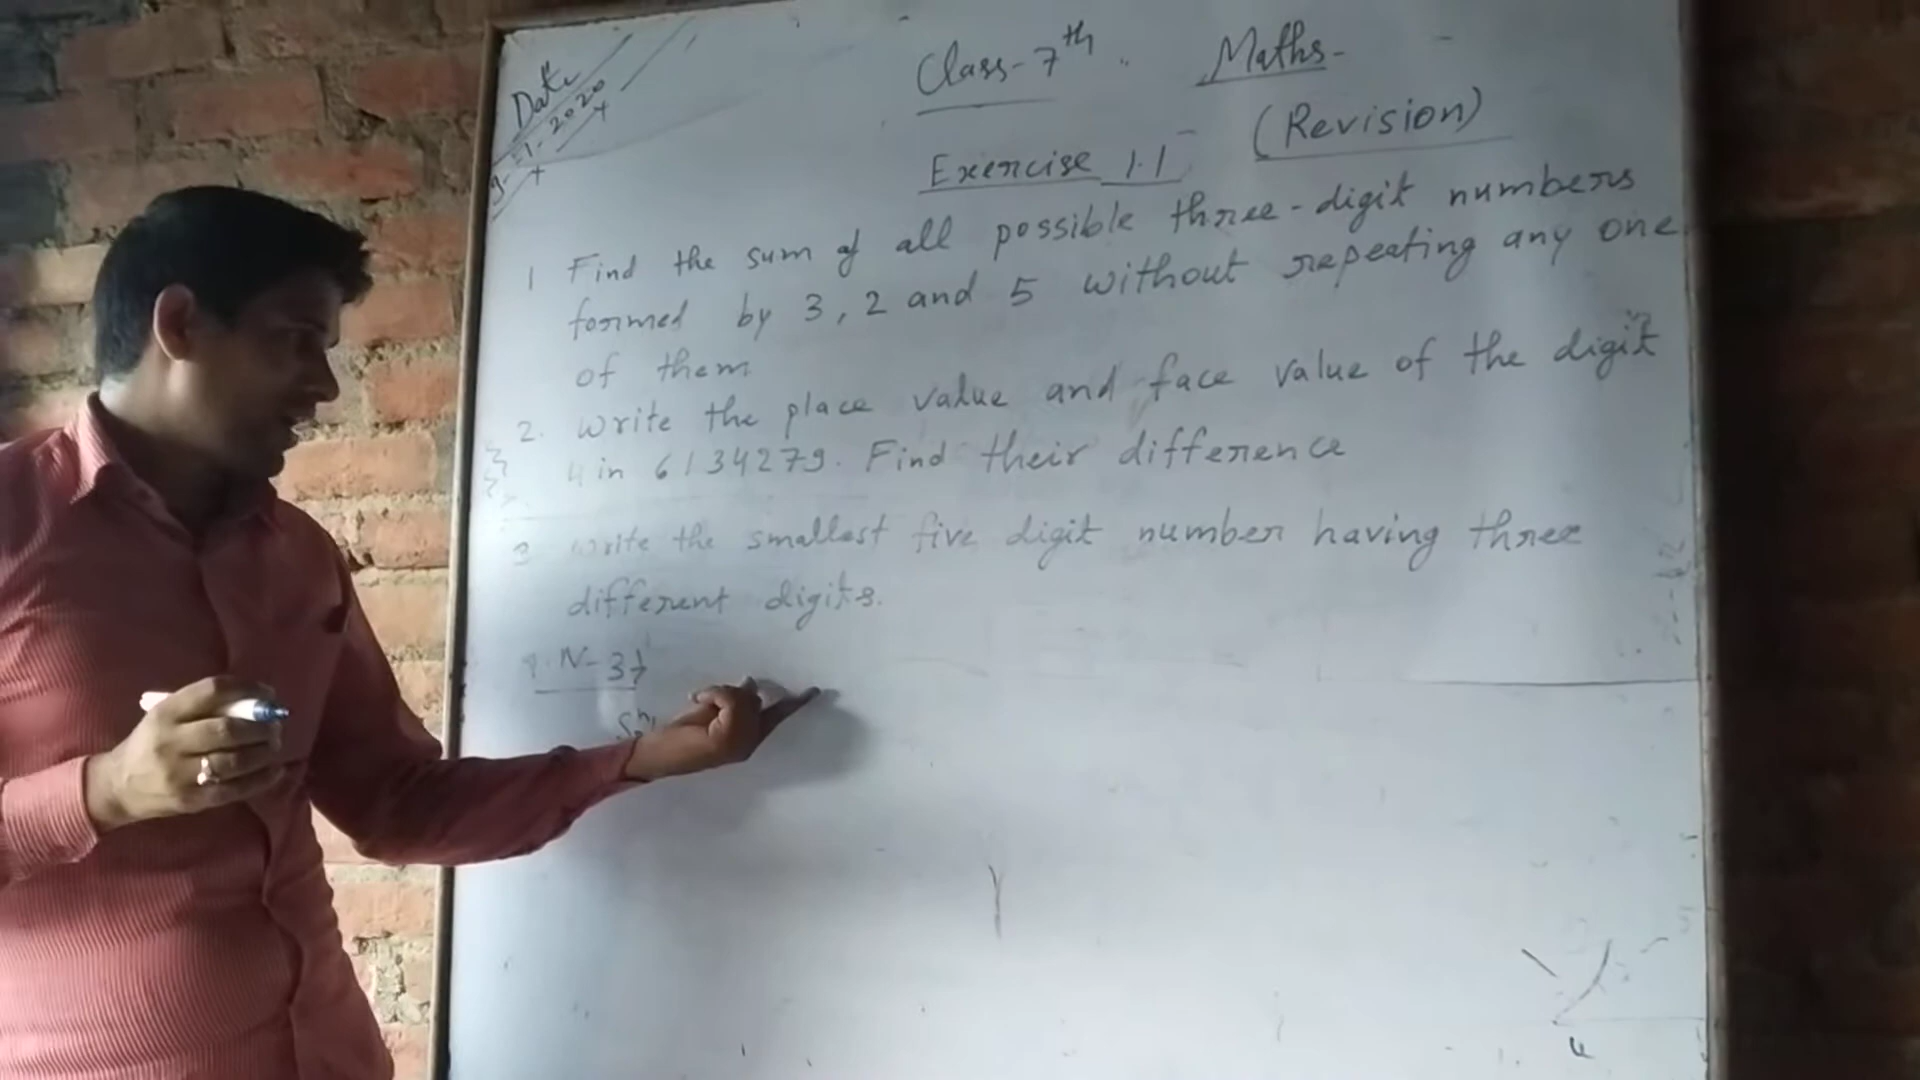 Date
Class-7th
Maths-
(Revision)
Exercise 1.1
1 Find the sum of all possible three-digit numbers
formed by 3, 2 and 5 without repeating any one
of them
2. Write the place value and face value of the digit
4 in 6134279. Find their difference
3 Write the smallest five digit number having three
different digits.